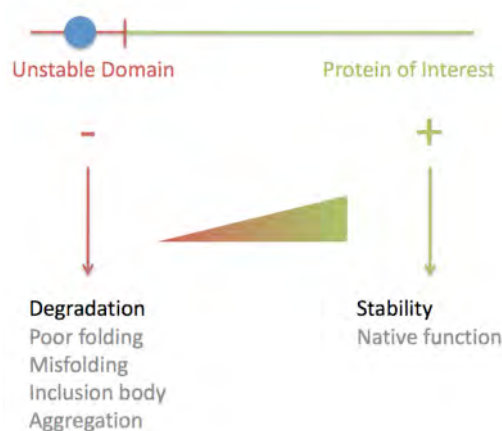 Unstable Domain
Protein of Interest
-
+
Degradation
Poor folding
Misfolding
Inclusion body
Aggregation
Stability
Native function